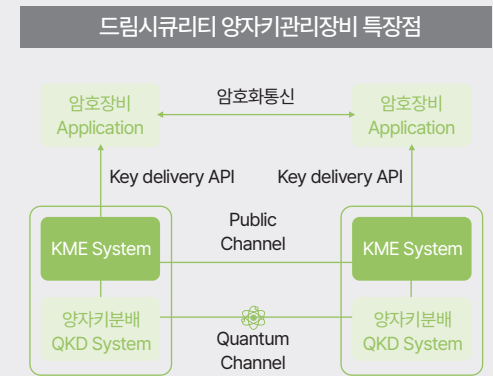 드림시큐리티 양자키관리장비 특장점
암호장비
Application
암호화통신
암호장비
Application
Key delivery API
Key delivery API
KME System
Public
Channel
KME System
양자키분배
QKD System
Quantum
Channel
양자키분배
QKD System